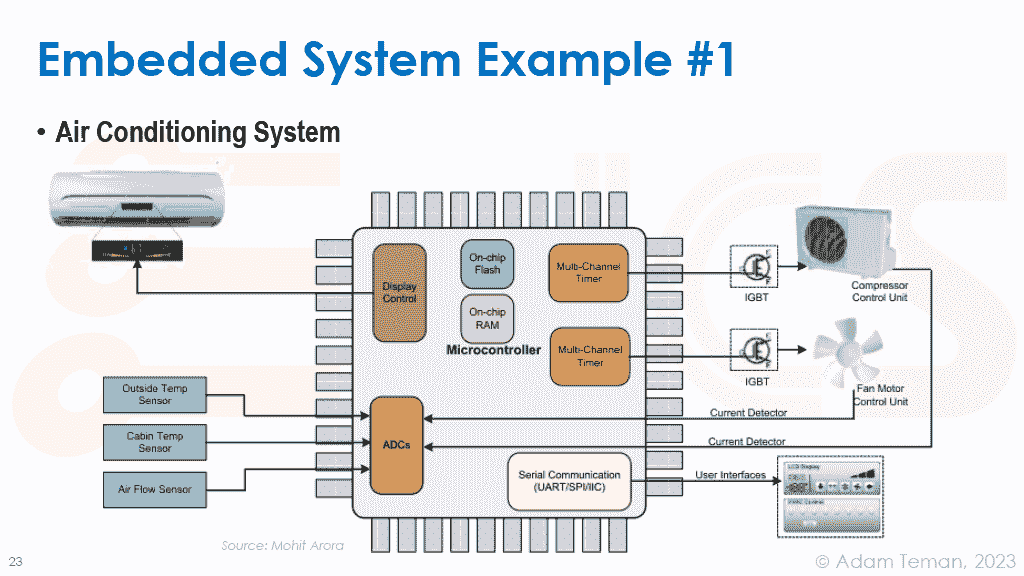 Embedded System Example #1
• Air Conditioning System
Display
Control
On-chip
Flash
On-chip
RAM
Microcontroller
Multi-Channel
Timer
Multi-Channel
Timer
IGBT
IGBT
Compressor
Control Unit
Fan Motor
Control Unit
Outside Temp
Sensor
Cabin Temp
Sensor
Air Flow Sensor
ADCs
Current Detector
Current Detector
Serial Communication
(UART/SPI/IIC)
User Interfaces
LCD Display
Source: Mohit Arora
23
© Adam Teman, 2023